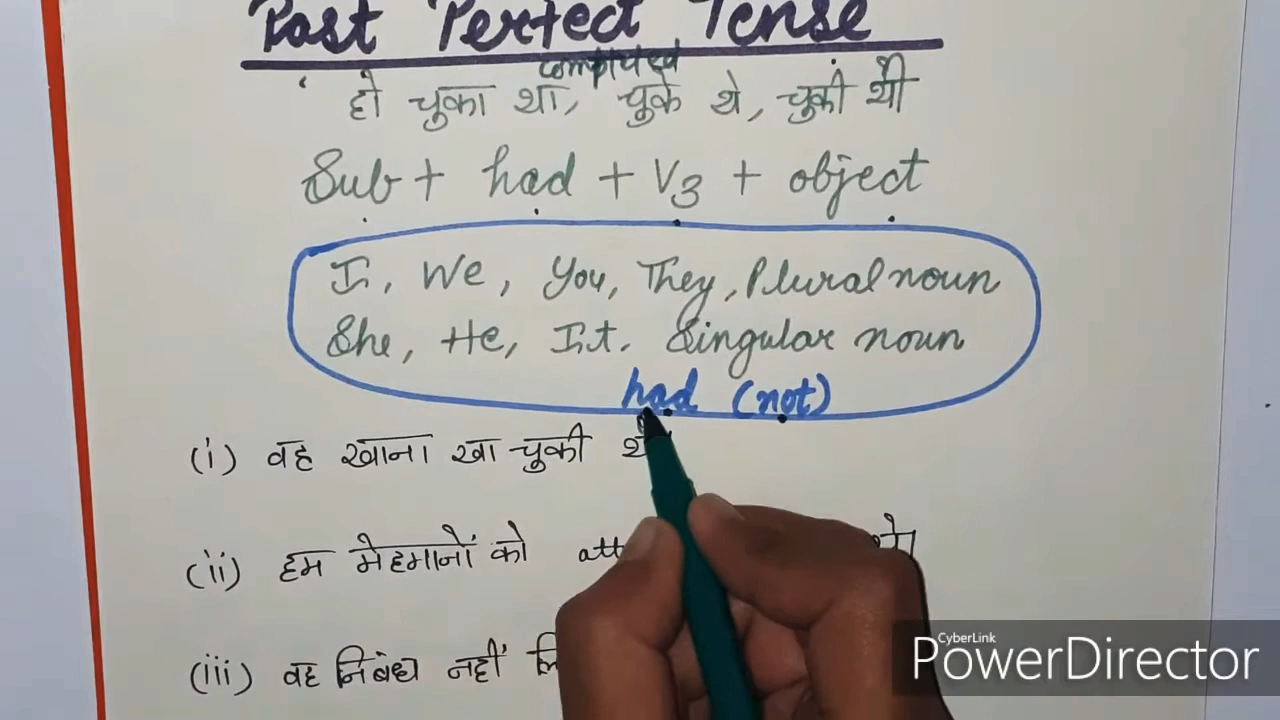 Past Perfect Tense
completed
हो चुका था, चुके थे, चुकी थी
Sub + had + V3 + object
I, We, You, They, Plural noun
She, He, It. Singular noun
had (not)
(i) वह खाना खा चुकी
(ii) हम मेहमानों को थे।
(iii) वह निबंध नहीं
CyberLink
PowerDirector